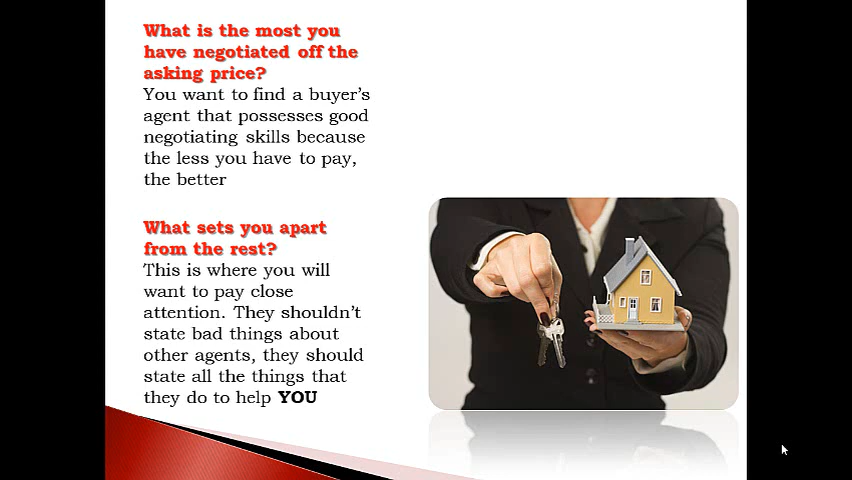 What is the most you
have negotiated off the
asking price?
You want to find a buyer's
agent that possesses good
negotiating skills because
the less you have to pay,
the better
What sets you apart
from the rest?
This is where you will
want to pay close
attention. They shouldn't
state bad things about
other agents, they should
state all the things that
they do to help YOU